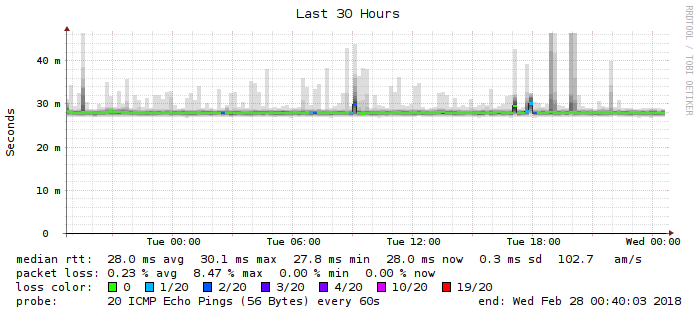 Last 30 Hours
RRDTOOL / TOBI OETIKER
Seconds
40 m
30 m
20 m
10 m
0
Tue 00:00 Tue 06:00 Tue 12:00 Tue 18:00 Wed 00:00
median rtt: 28.0 ms avg 30.1 ms max 27.8 ms min 28.0 ms now 0.3 ms sd 102.7 am/s
packet loss: 0.23 % avg 8.47 % max 0.00 % min 0.00 % now
loss color: 0 1/20 2/20 3/20 4/20 10/20 19/20
probe: 20 ICMP Echo Pings (56 Bytes) every 60s end: Wed Feb 28 00:40:03 2018